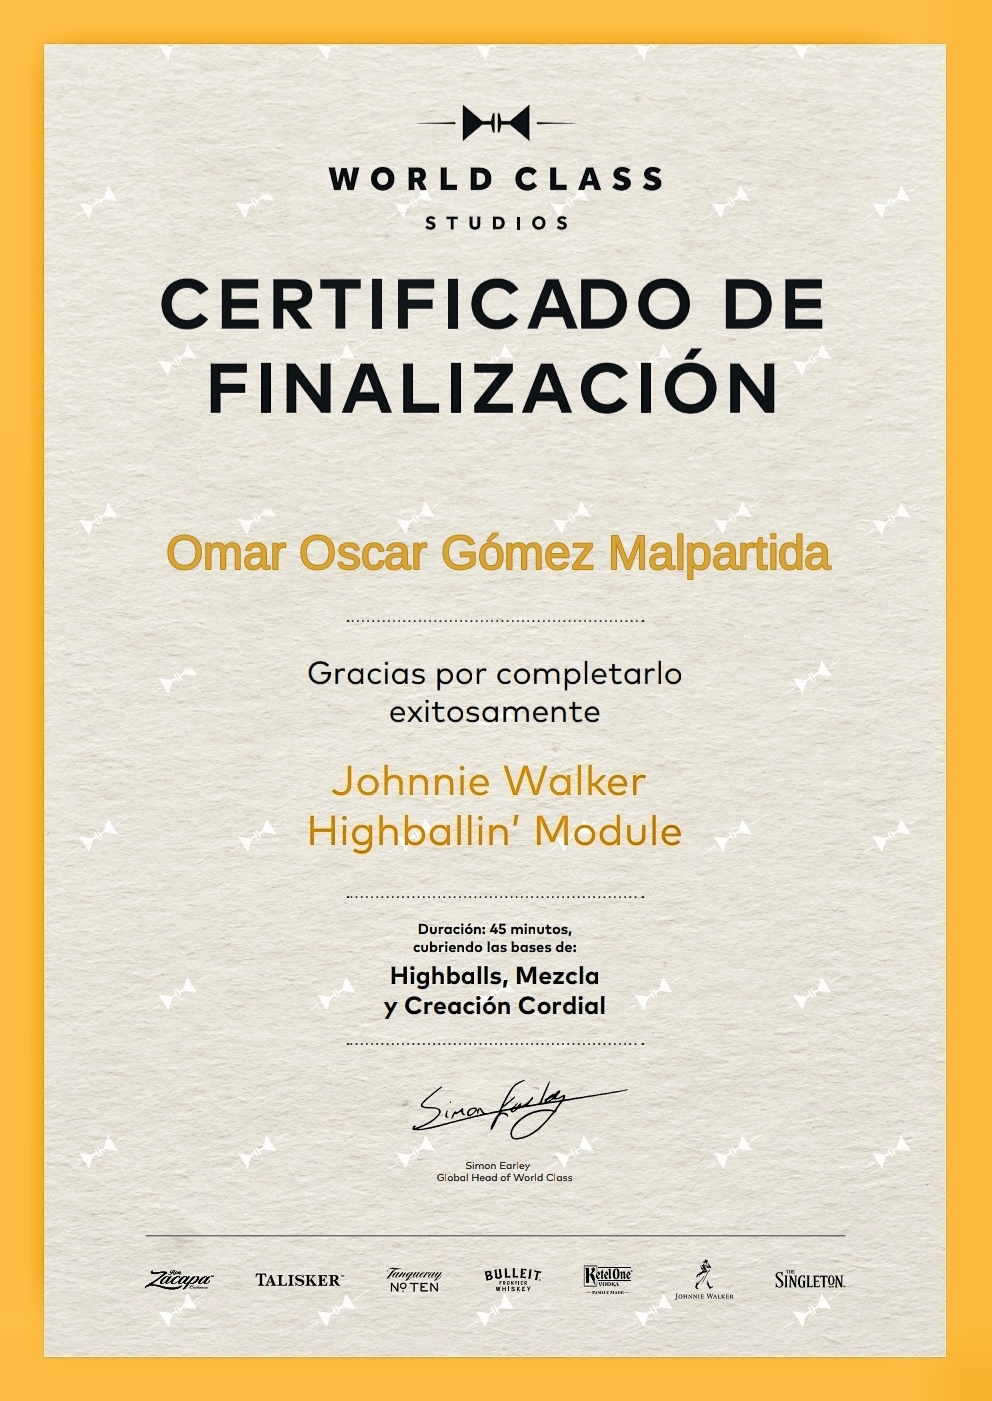 WORLD CLASS
STUDIOS
CERTIFICADO DE
FINALIZACIÓN
Omar Oscar Gómez Malpartida
Gracias por completarlo
exitosamente
Johnnie Walker
Highballin’ Module
Duración: 45 minutos,
cubriendo las bases de:
Highballs, Mezcla
y Creación Cordial
Simon Earley
Simon Earley
Global Head of World Class
Ron Zacapa TALISKER Tanqueray Nº TEN BULLEIT FRONTIER WHISKEY Ketel One VODKA FAMILY MADE JOHNNIE WALKER THE SINGLETON